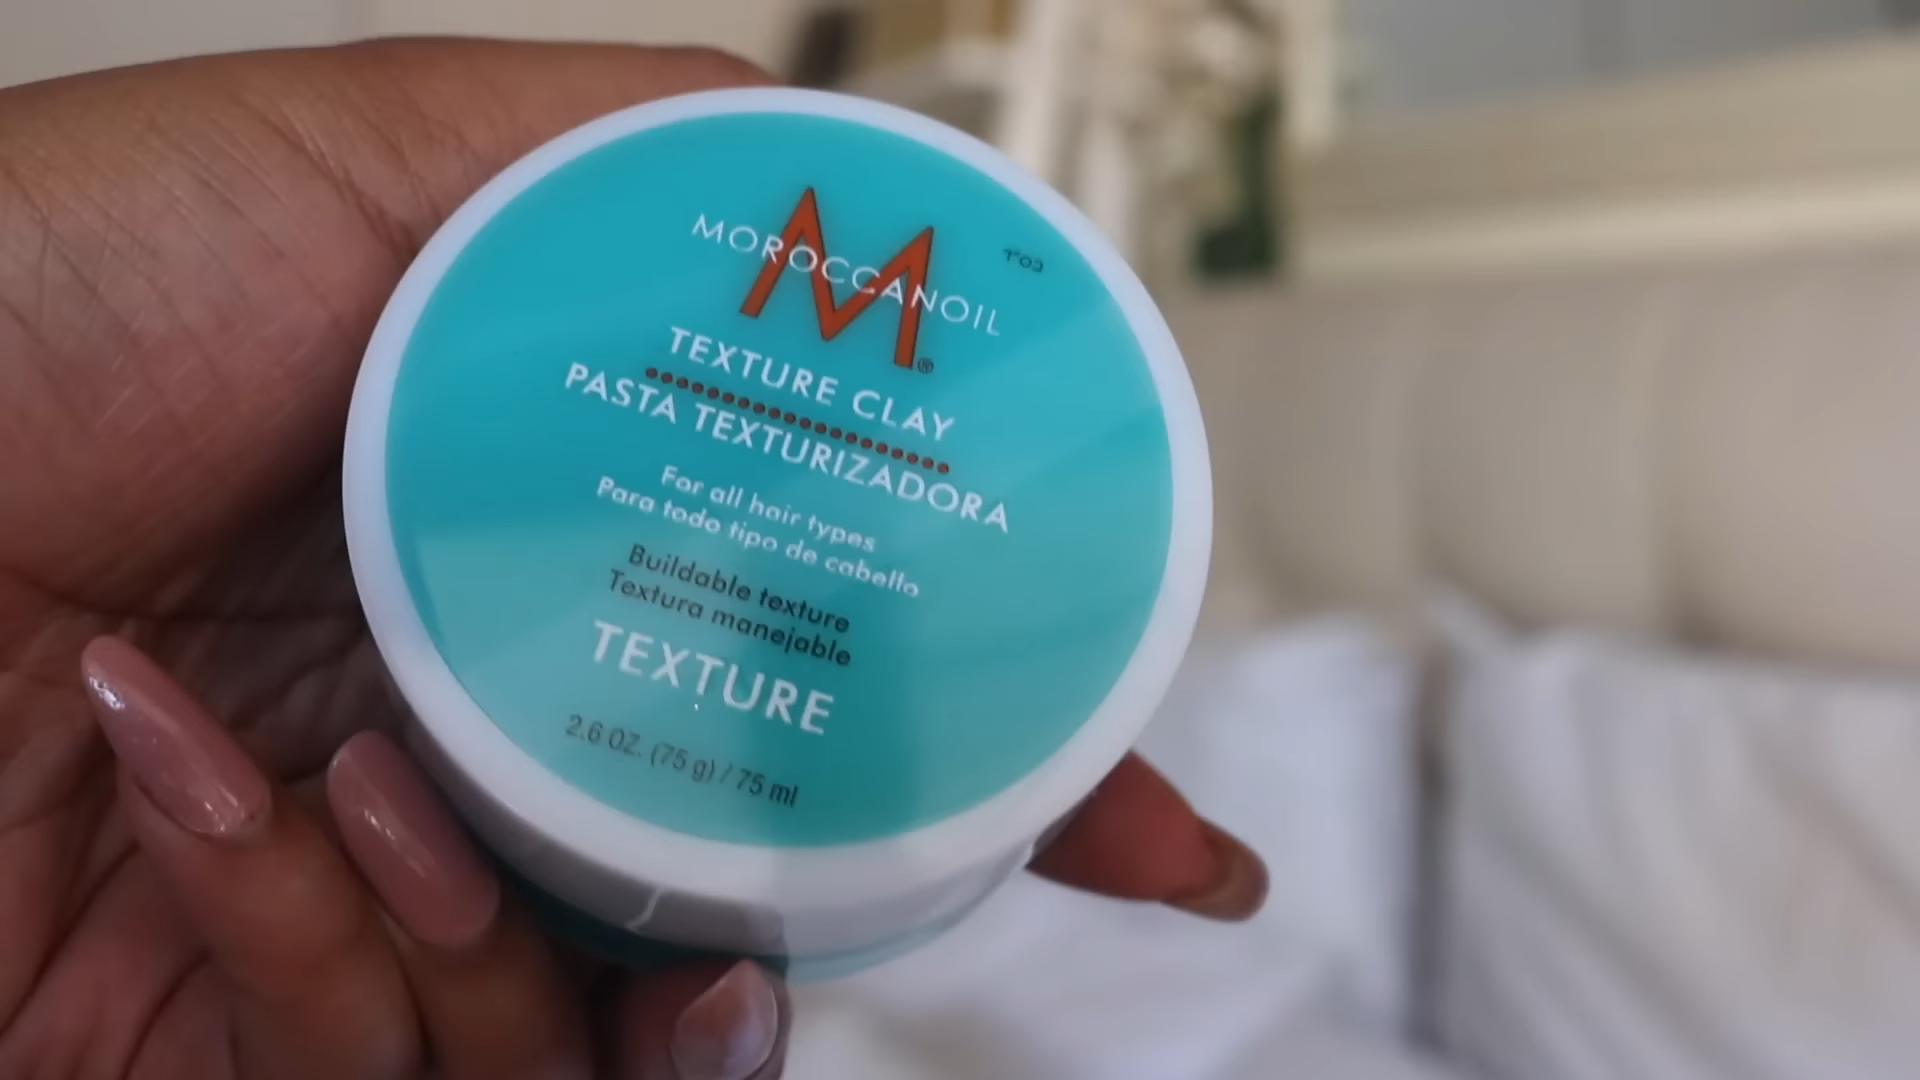 MOROCCANOIL
M®
TEXTURE CLAY
PASTA TEXTURIZADORA
For all hair types
Para todo tipo de cabello
Buildable texture
Textura manejable
TEXTURE
2.6 OZ. (75 g) / 75 ml